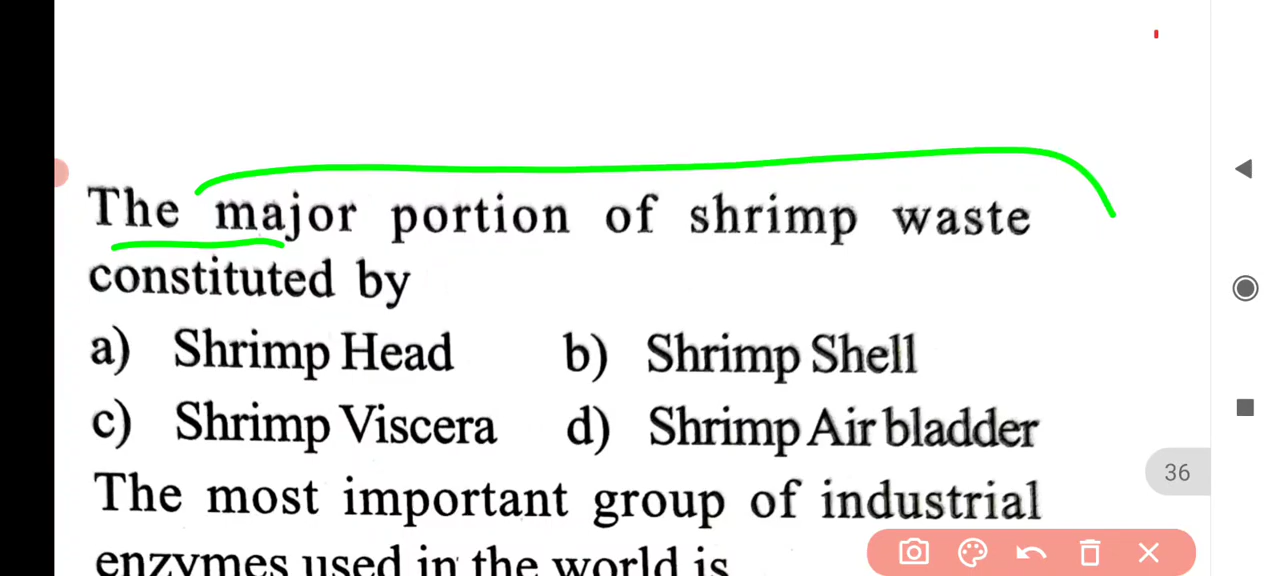 The major portion of shrimp waste
constituted by
a) Shrimp Head b) Shrimp Shell
c) Shrimp Viscera d) Shrimp Air bladder
The most important group of industrial
36
enzymes used in the world is